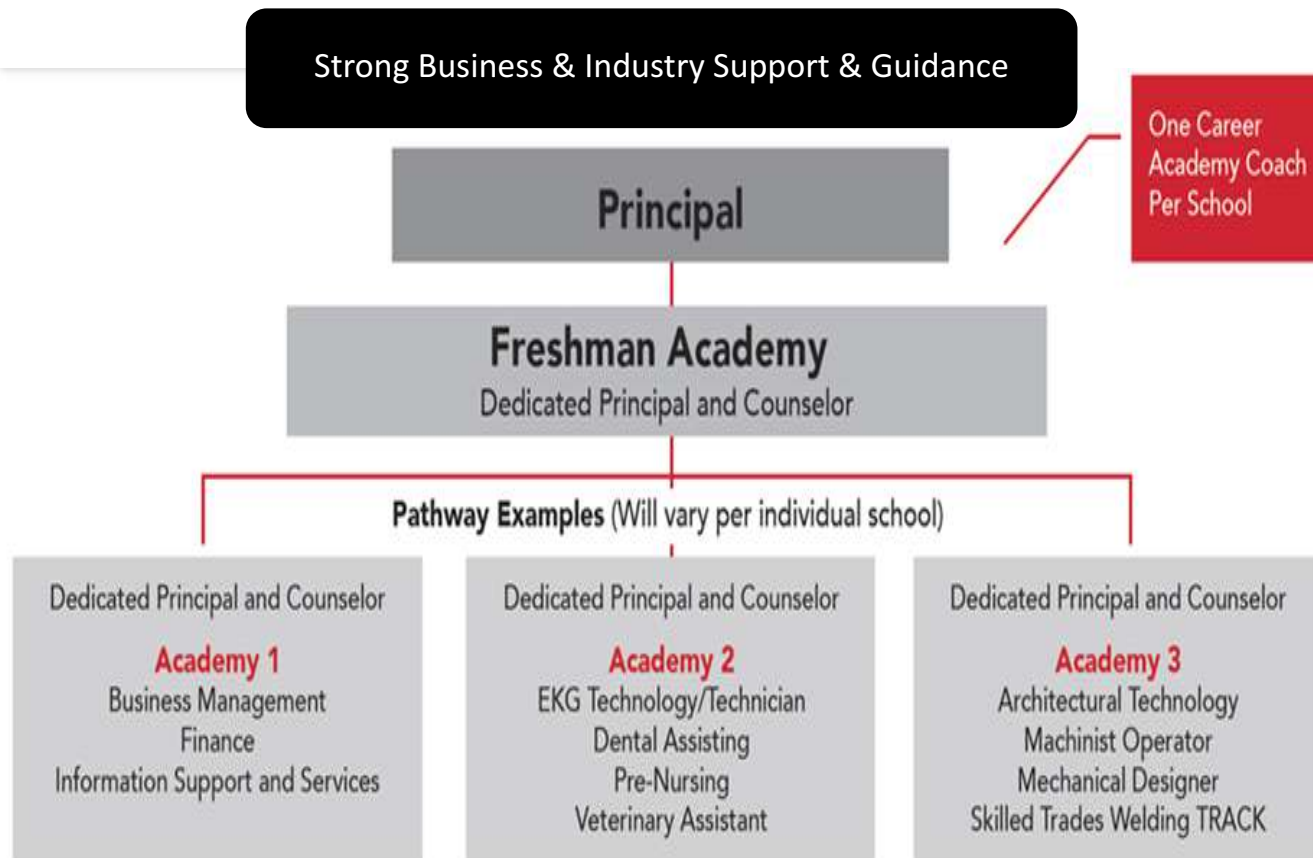 Strong Business & Industry Support & Guidance
One Career
Academy Coach
Per School
Principal
Freshman Academy
Dedicated Principal and Counselor
Pathway Examples (Will vary per individual school)
Dedicated Principal and Counselor
Academy 1
Business Management
Finance
Information Support and Services
Dedicated Principal and Counselor
Academy 2
EKG Technology/Technician
Dental Assisting
Pre-Nursing
Veterinary Assistant
Dedicated Principal and Counselor
Academy 3
Architectural Technology
Machinist Operator
Mechanical Designer
Skilled Trades Welding TRACK